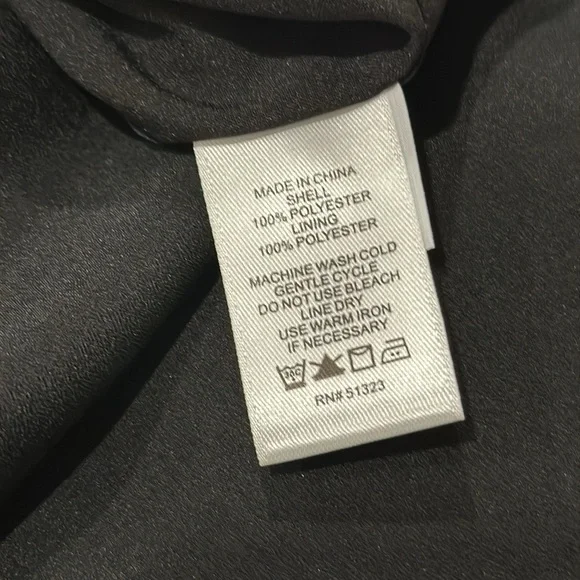 MADE IN CHINA
SHELL
100% POLYESTER
LINING
100% POLYESTER
MACHINE WASH COLD
GENTLE CYCLE
DO NOT USE BLEACH
LINE DRY
USE WARM IRON
IF NECESSARY
30C
RN# 51323